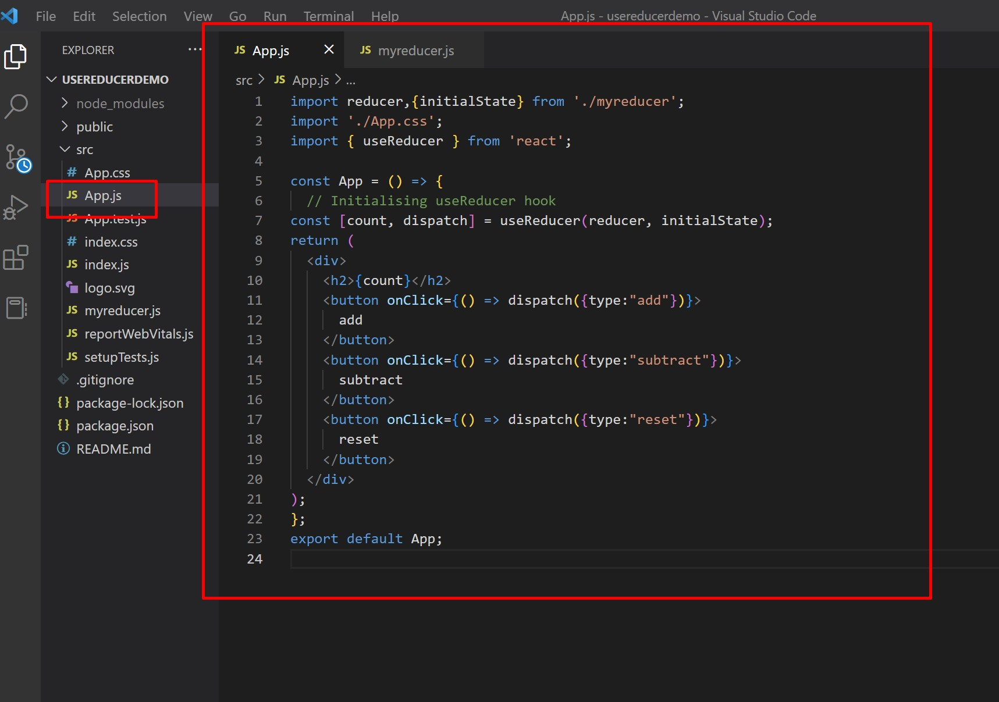 File Edit Selection View Go Run Terminal Help App.js - usereducerdemo - Visual Studio Code
EXPLORER ...
USEREDUCERDEMO
node_modules
public
src
# App.css
JS App.js
JS App.test.js
# index.css
JS index.js
logo.svg
JS myreducer.js
JS reportWebVitals.js
JS setupTests.js
.gitignore
{} package-lock.json
{} package.json
README.md
JS App.js JS myreducer.js
src > JS App.js > ...
1 import reducer,{initialState} from './myreducer';
2 import './App.css';
3 import { useReducer } from 'react';
4
5 const App = () => {
6   // Initialising useReducer hook
7 const [count, dispatch] = useReducer(reducer, initialState);
8 return (
9   <div>
10     <h2>{count}</h2>
11     <button onClick={() => dispatch({type:"add"})}>
12       add
13     </button>
14     <button onClick={() => dispatch({type:"subtract"})}>
15       subtract
16     </button>
17     <button onClick={() => dispatch({type:"reset"})}>
18       reset
19     </button>
20   </div>
21 );
22 };
23 export default App;
24